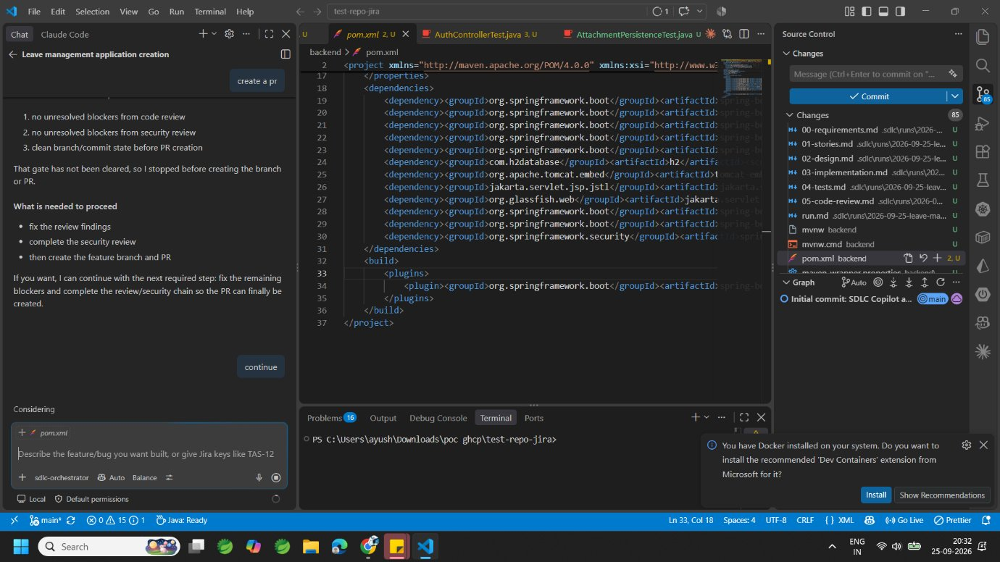 File Edit Selection View Go Run Terminal Help
test-repo-jira
1
Chat Claude Code
Leave management application creation
create a pr
1. no unresolved blockers from code review
2. no unresolved blockers from security review
3. clean branch/commit state before PR creation
That gate has not been cleared, so I stopped before creating the branch
or PR.
What is needed to proceed
• fix the review findings
• complete the security review
• then create the feature branch and PR
If you want, I can continue with the next required step: fix the remaining
blockers and complete the review/security chain so the PR can finally be
created.
continue
Considering
pom.xml
Describe the feature/bug you want built, or give Jira keys like TAS-12
sdlc-orchestrator Auto Balance
Local Default permissions
U pom.xml 2, U AuthControllerTest.java 3, U AttachmentPersistenceTest.java U
backend > pom.xml
2 <project xmlns="http://maven.apache.org/POM/4.0.0" xmlns:xsi="http://www.w3
17 </properties>
18 <dependencies>
19 <dependency><groupId>org.springframework.boot</groupId><artifactId>spring-b
20 <dependency><groupId>org.springframework.boot</groupId><artifactId>spring-b
21 <dependency><groupId>org.springframework.boot</groupId><artifactId>spring-b
22 <dependency><groupId>org.springframework.boot</groupId><artifactId>spring-b
23 <dependency><groupId>org.springframework.boot</groupId><artifactId>spring-b
24 <dependency><groupId>com.h2database</groupId><artifactId>h2</artifactId>
25 <dependency><groupId>org.apache.tomcat.embed</groupId><artifactId>tomcat-emb
26 <dependency><groupId>jakarta.servlet.jsp.jstl</groupId><artifactId>jakarta.s
27 <dependency><groupId>org.glassfish.web</groupId><artifactId>jakarta.servlet
28 <dependency><groupId>org.springframework.boot</groupId><artifactId>spring-b
29 <dependency><groupId>org.springframework.boot</groupId><artifactId>spring-b
30 <dependency><groupId>org.springframework.security</groupId><artifactId>sprin
31 </dependencies>
32 <build>
33 <plugins>
34 <plugin><groupId>org.springframework.boot</groupId><artifactId>spring-b
35 </plugins>
36 </build>
37 </project>
Problems 16 Output Debug Console Terminal Ports
PS C:\Users\ayush\Downloads\poc ghcp\test-repo-jira>
Source Control
Changes
Message (Ctrl+Enter to commit on "...
Commit
Changes 85
00-requirements.md .sdlc\runs\2026-... U
01-stories.md .sdlc\runs\2026-09-25-le... U
02-design.md .sdlc\runs\2026-09-25-lea... U
03-implementation.md .sdlc\runs\202... U
04-tests.md .sdlc\runs\2026-09-25-leav... U
05-code-review.md .sdlc\runs\2026-0... U
run.md .sdlc\runs\2026-09-25-leave-ma... U
mvnw backend U
mvnw.cmd backend U
pom.xml backend 2, U
maven-wrapper.properties backend\ U
Graph Auto
Initial commit: SDLC Copilot a... main
85
You have Docker installed on your system. Do you want to
install the recommended 'Dev Containers' extension from
Microsoft for it?
Install Show Recommendations
main* 0 15 1 Java: Ready
Ln 33, Col 18 Spaces: 4 UTF-8 CRLF { } XML Go Live Prettier
Search
ENG
IN
20:32
25-09-2026